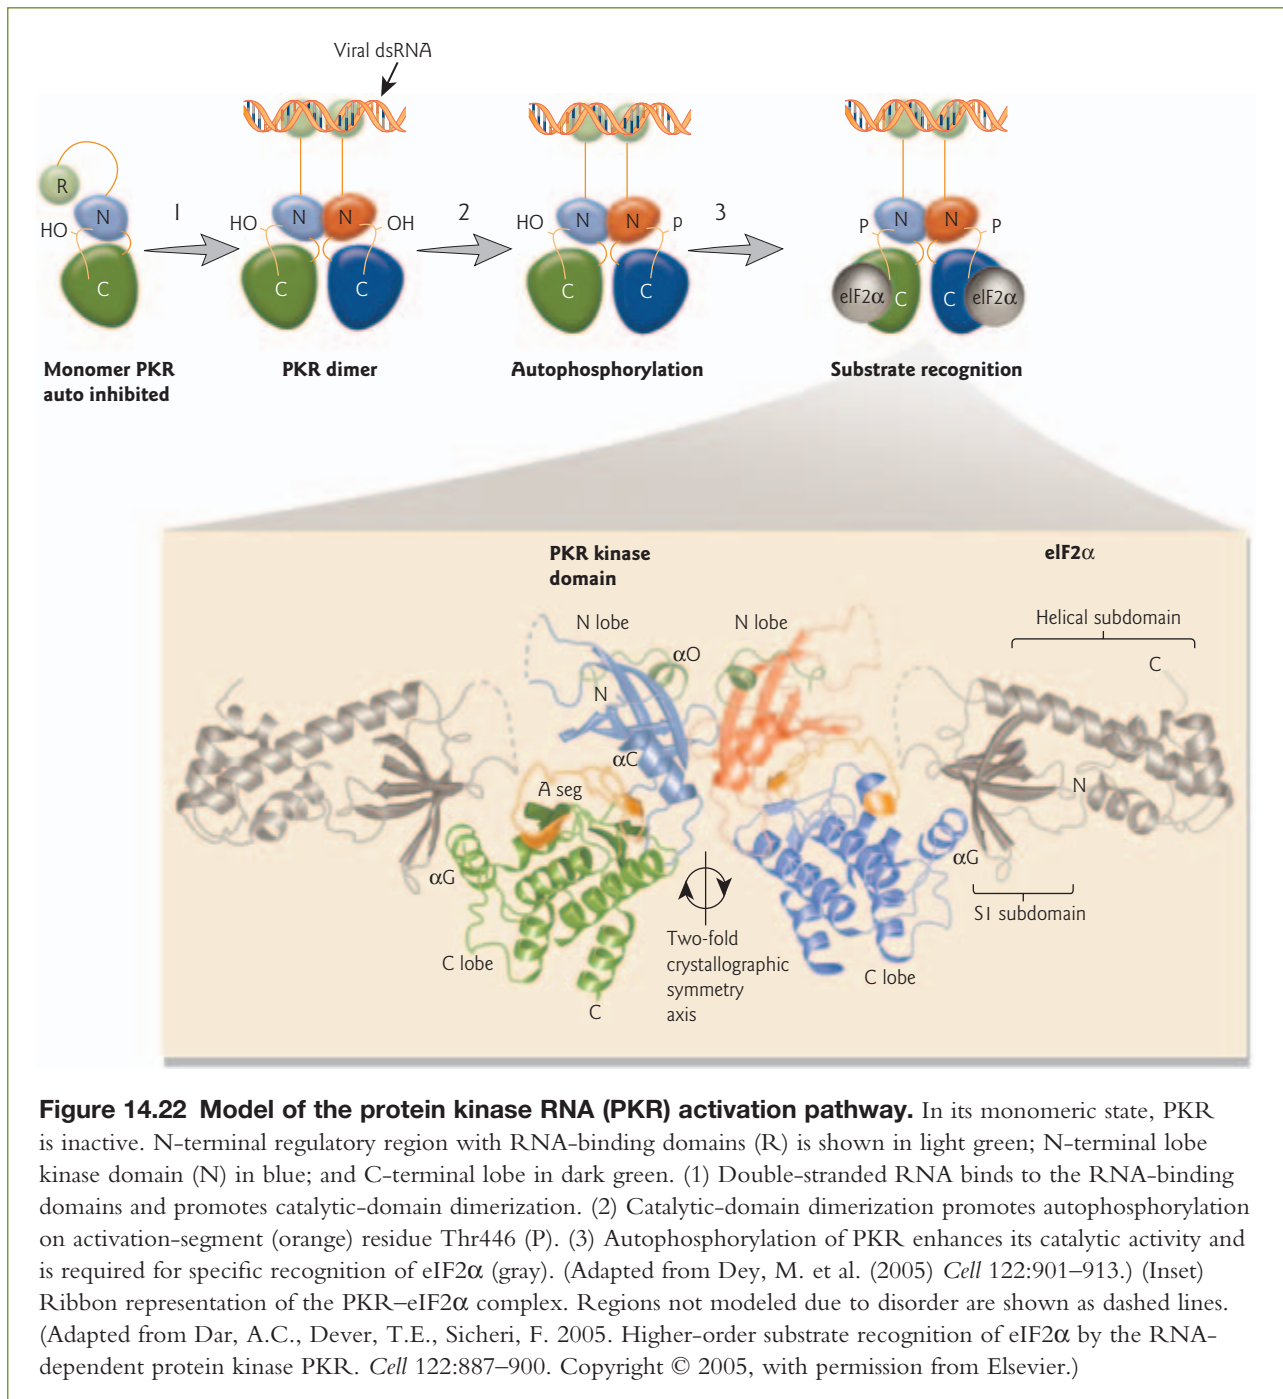 Viral dsRNA
R
N
HO
C
1
HO
N
N
OH
C
C
2
HO
N
N
p
C
C
3
P
N
N
P
eIF2α
C
C
eIF2α
Monomer PKR
auto inhibited
PKR dimer
Autophosphorylation
Substrate recognition
PKR kinase
domain
eIF2α
N lobe
N lobe
Helical subdomain
αO
C
N
αC
A seg
N
αG
αG
S1 subdomain
C lobe
Two-fold
crystallographic
symmetry
axis
C lobe
C
Figure 14.22 Model of the protein kinase RNA (PKR) activation pathway. In its monomeric state, PKR
is inactive. N-terminal regulatory region with RNA-binding domains (R) is shown in light green; N-terminal lobe
kinase domain (N) in blue; and C-terminal lobe in dark green. (1) Double-stranded RNA binds to the RNA-binding
domains and promotes catalytic-domain dimerization. (2) Catalytic-domain dimerization promotes autophosphorylation
on activation-segment (orange) residue Thr446 (P). (3) Autophosphorylation of PKR enhances its catalytic activity and
is required for specific recognition of eIF2α (gray). (Adapted from Dey, M. et al. (2005) Cell 122:901–913.) (Inset)
Ribbon representation of the PKR–eIF2α complex. Regions not modeled due to disorder are shown as dashed lines.
(Adapted from Dar, A.C., Dever, T.E., Sicheri, F. 2005. Higher-order substrate recognition of eIF2α by the RNA-
dependent protein kinase PKR. Cell 122:887–900. Copyright © 2005, with permission from Elsevier.)